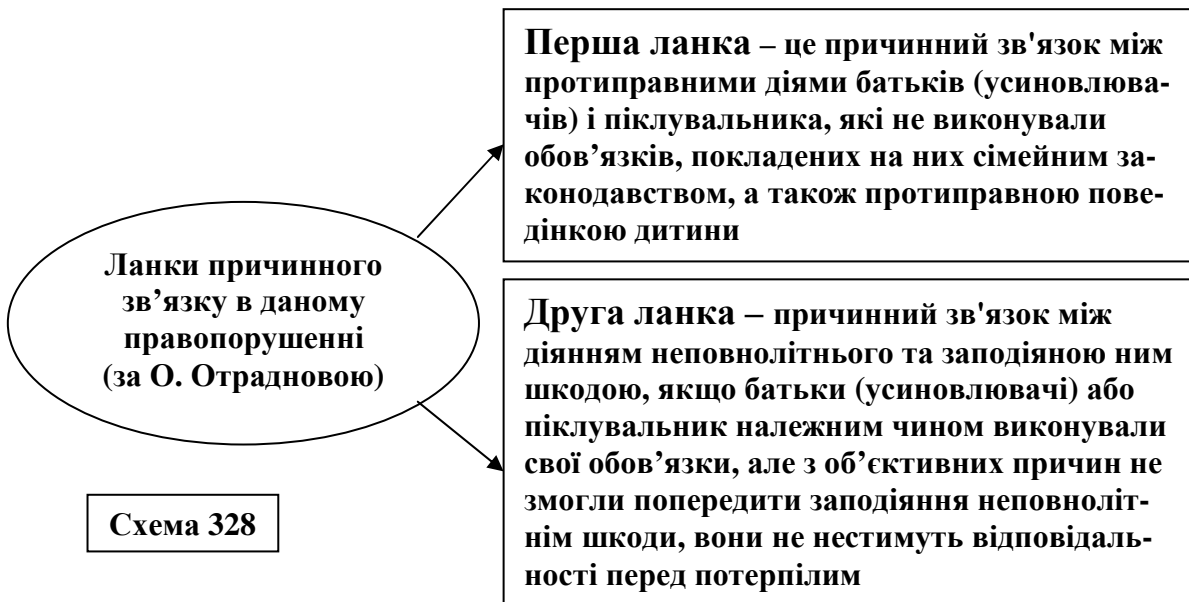 Перша ланка – це причинний зв'язок між
протиправними діями батьків (усиновлюва-
чів) і піклувальника, які не виконували
обов’язків, покладених на них сімейним за-
конодавством, а також протиправною пове-
дінкою дитини
Ланки причинного
зв’язку в даному
правопорушенні
(за О. Отрадновою)
Друга ланка – причинний зв'язок між
діянням неповнолітнього та заподіяною ним
шкодою, якщо батьки (усиновлювачі) або
піклувальник належним чином виконували
свої обов’язки, але з об’єктивних причин не
змогли попередити заподіяння неповноліт-
нім шкоди, вони не нестимуть відповідаль-
ності перед потерпілим
Схема 328